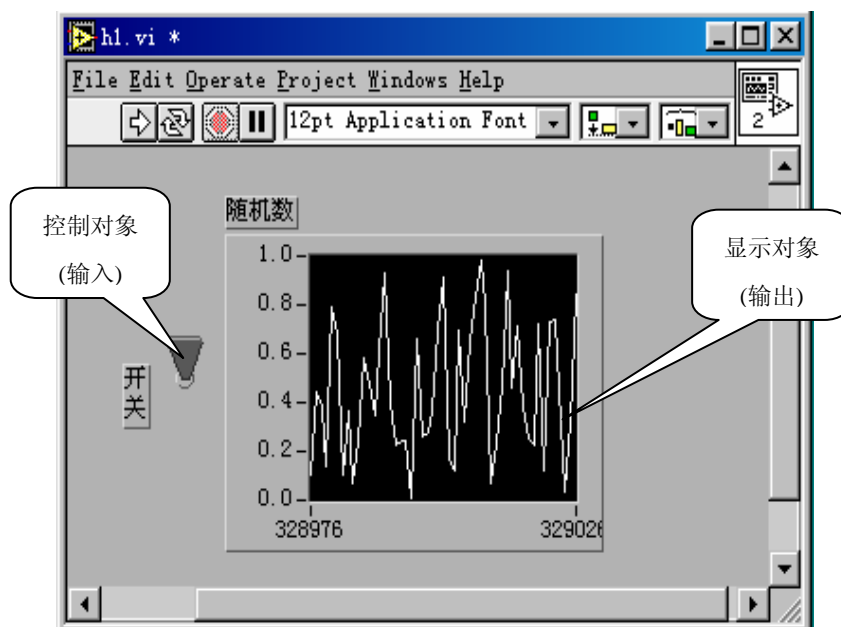 h1.vi *
File Edit Operate Project Windows Help
12pt Application Font
2
控制对象
(输入)
随机数
显示对象
(输出)
1.0
0.8
0.6
0.4
0.2
0.0
开
关
328976
329026